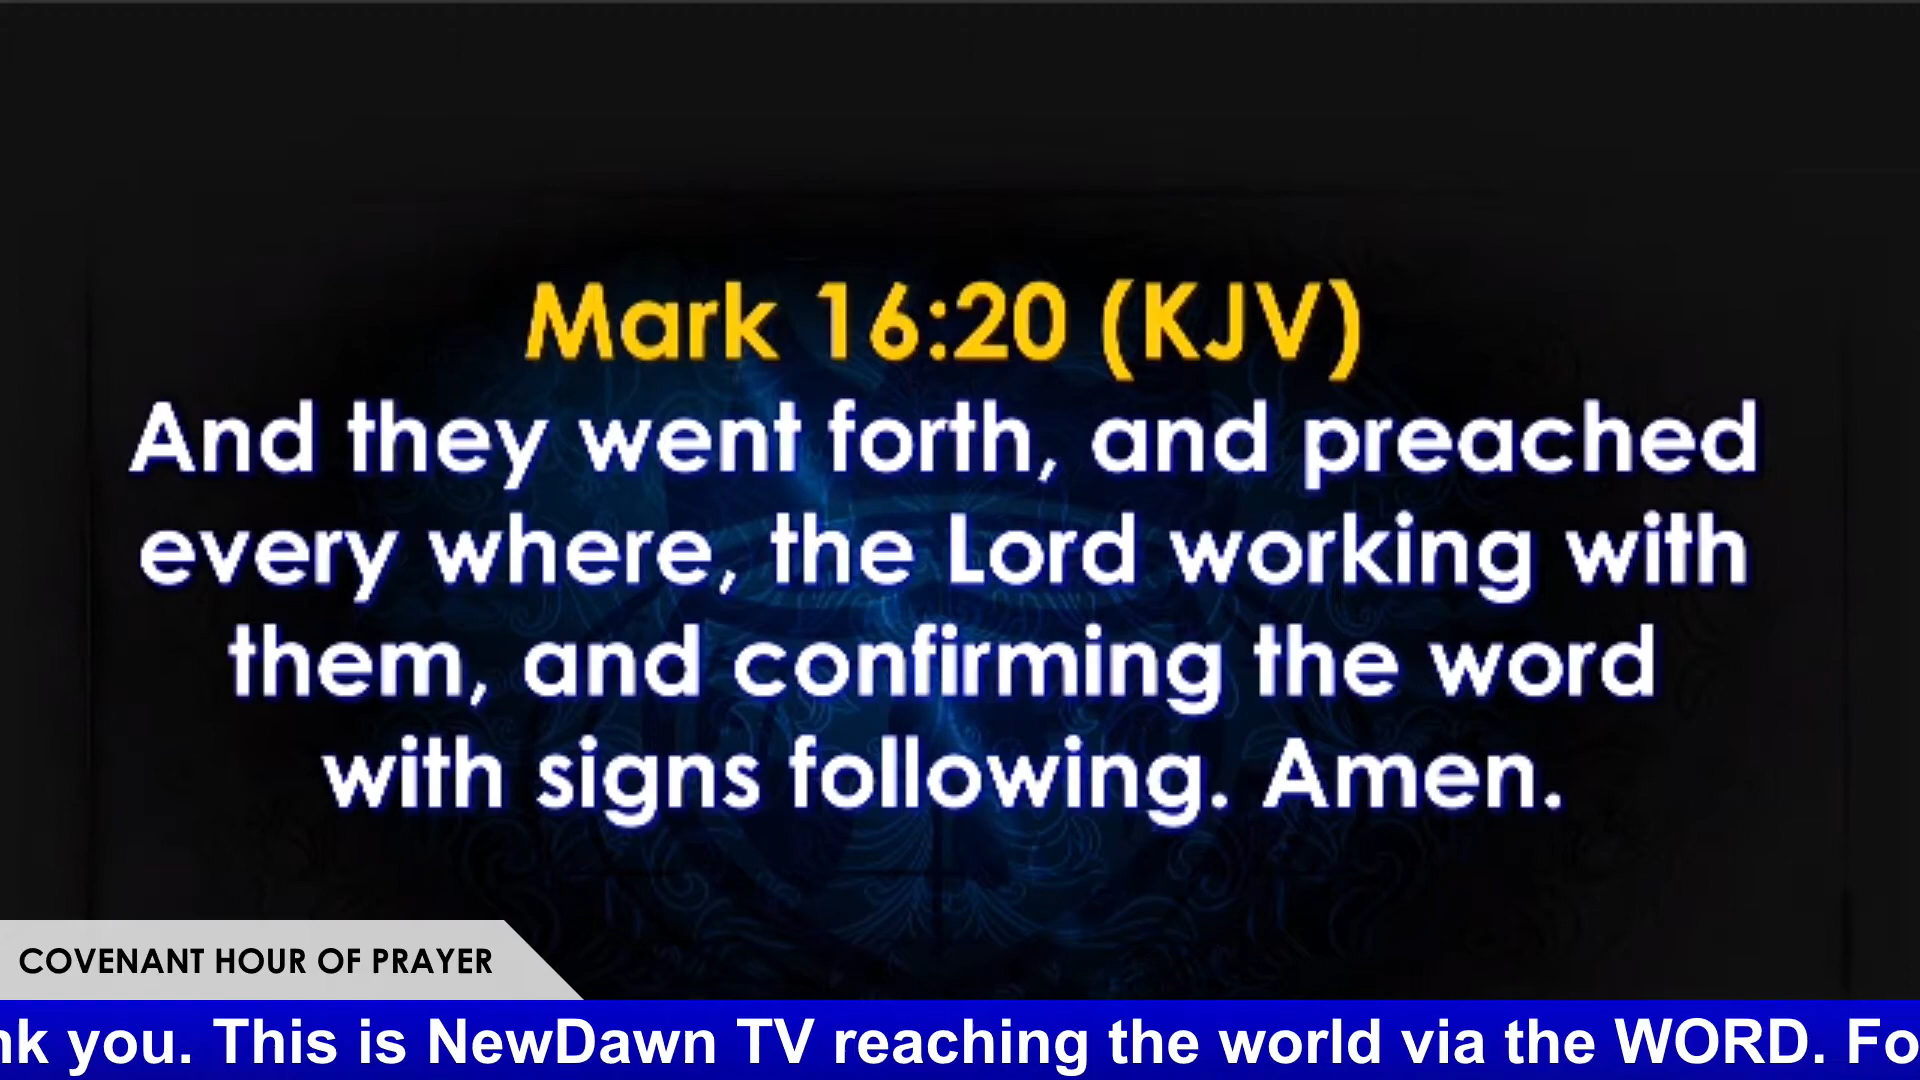 Mark 16:20 (KJV)
And they went forth, and preached
every where, the Lord working with
them, and confirming the word
with signs following. Amen.
COVENANT HOUR OF PRAYER
you. This is NewDawn TV reaching the world via the WORD.